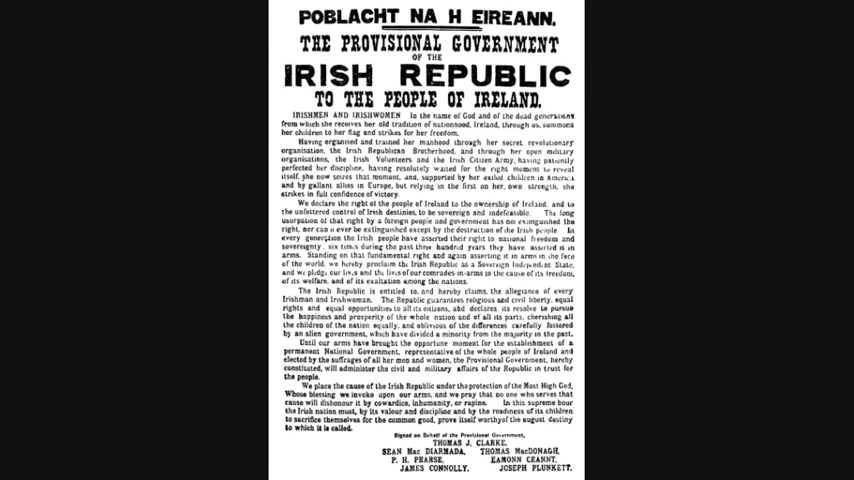 POBLACHT NA H EIREANN.
THE PROVISIONAL GOVERNMENT
OF THE
IRISH REPUBLIC
TO THE PEOPLE OF IRELAND.
IRISHMEN AND IRISHWOMEN In the name of God and of the dead generations
from which she receives her old tradition of nationhood, Ireland, through us, summons
her children to her flag and strikes for her freedom.
Having organised and trained her manhood through her secret revolutionary
organisation, the Irish Republican Brotherhood, and through her open military
organisations, the Irish Volunteers and the Irish Citizen Army, having patiently
perfected her discipline, having resolutely waited for the right moment to reveal
itself, she now seizes that moment, and, supported by her exiled children in America
and by gallant allies in Europe, but relying in the first on her, own strength, she
strikes in full confidence of victory.
We declare the right of the people of Ireland to the ownership of Ireland, and to
the unfettered control of Irish destinies, to be sovereign and indefeasible. The long
usurpation of that right by a foreign people and government has not extinguished the
right, nor can it ever be extinguished except by the destruction of the Irish people. In
every generation the Irish people have asserted their right to national freedom and
sovereignty, six times during the past three hundred years they have asserted it in
arms. Standing on that fundamental right and again asserting it in arms in the face
of the world, we hereby proclaim the Irish Republic as a Sovereign Independent State,
and we pledge our lives and the lives of our comrades-in-arms to the cause of its freedom,
of its welfare, and of its exaltation among the nations.
The Irish Republic is entitled to, and hereby claims, the allegiance of every
Irishman and Irishwoman. The Republic guarantees religious and civil liberty, equal
rights and equal opportunities to all its citizens, abd declares its resolve to pursue
the happiness and prosperity of the whole nation and of all its parts, cherishing all
the children of the nation equally, and oblivious of the differences carefully fostered
by an alien government, which have divided a minority from the majority in the past.
Until our arms have brought the opportune moment for the establishment of a
permanent National Government, representative of the whole people of Ireland and
elected by the suffrages of all her men and women, the Provisional Government, hereby
constituted, will administer the civil and military affairs of the Republic in trust for
the people.
We place the cause of the Irish Republic under the protection of the Most High God,
Whose blessing we invoke upon our arms, and we pray that no one who serves that
cause will dishonour it by cowardice, inhumanity, or rapine. In this supreme hour
the Irish nation must, by its valour and discipline and by the readiness of its children
to sacrifice themselves for the common good, prove itself worthy of the august destiny
to which it is called.
Signed on Behalf of the Provisional Government,
THOMAS J. CLARKE,
SEAN Mac DIARMADA, THOMAS MacDONAGH,
P. H. PEARSE, EAMONN CEANNT,
JAMES CONNOLLY, JOSEPH PLUNKETT.